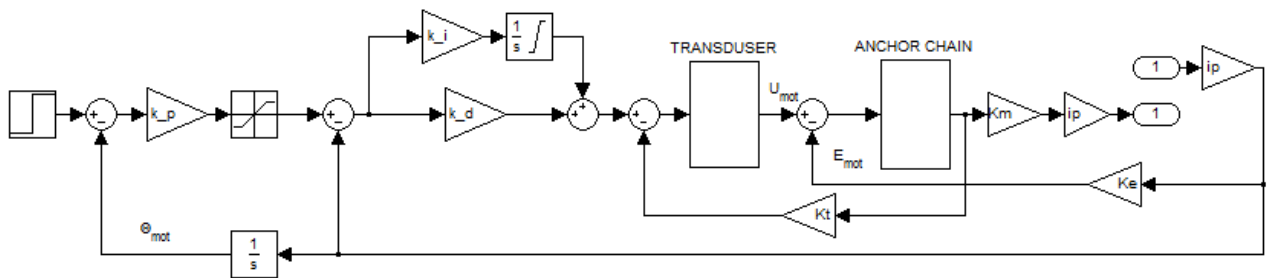 k_i
1
s
TRANSDUSER
ANCHOR CHAIN
1
ip
k_p
k_d
U_mot
Km
ip
1
E_mot
Ke
Kt
Θ_mot
1
s